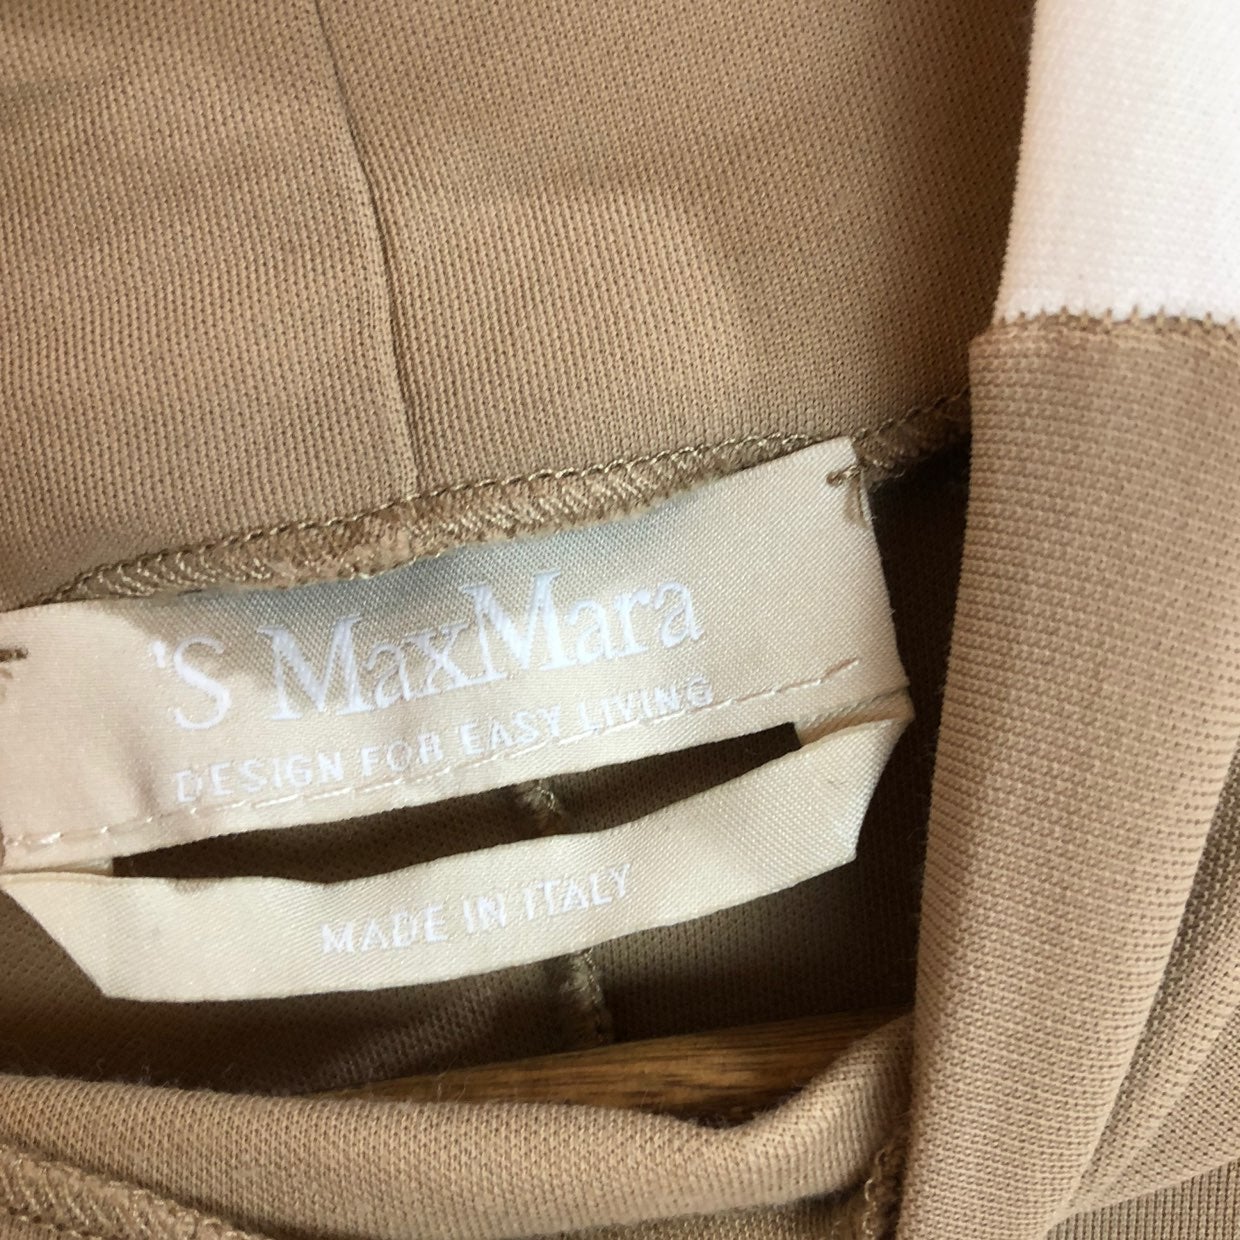 'S MaxMara
DESIGN FOR EASY LIVING
MADE IN ITALY